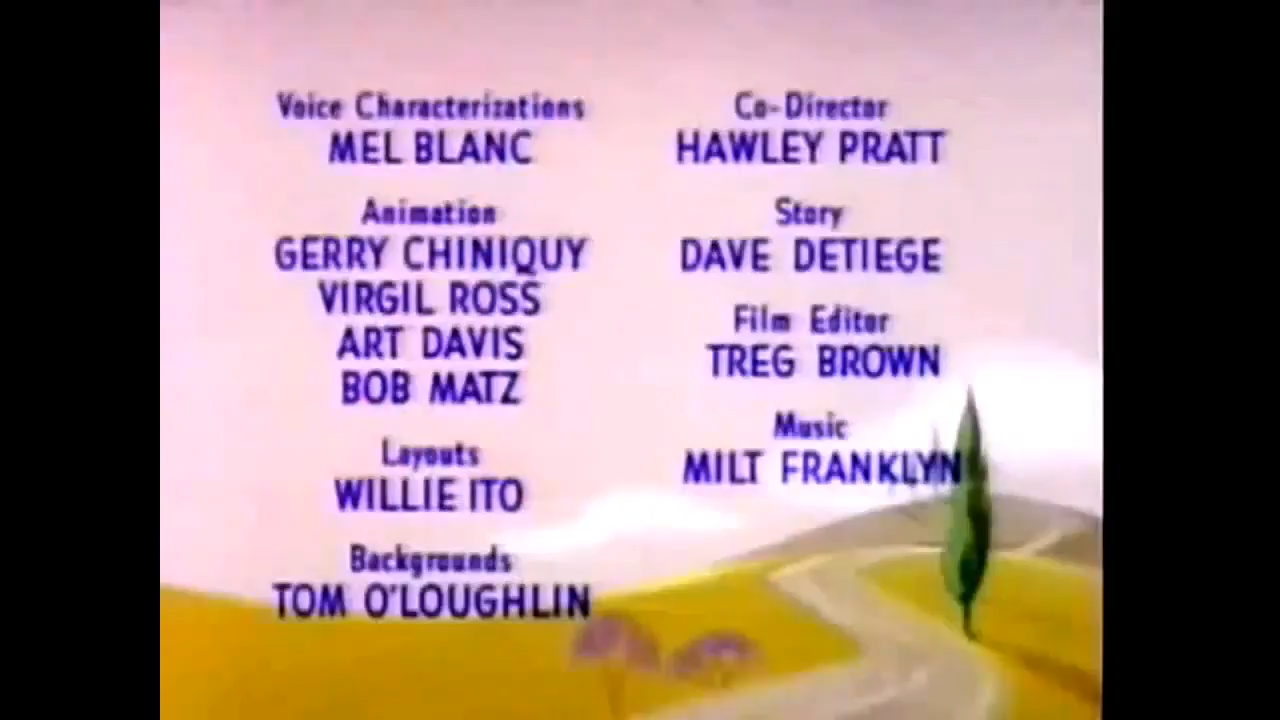 Voice Characterizations
MEL BLANC
Animation
GERRY CHINIQUY
VIRGIL ROSS
ART DAVIS
BOB MATZ
Layouts
WILLIE ITO
Backgrounds
TOM O'LOUGHLIN
Co-Director
HAWLEY PRATT
Story
DAVE DETIEGE
Film Editor
TREG BROWN
Music
MILT FRANKLYN